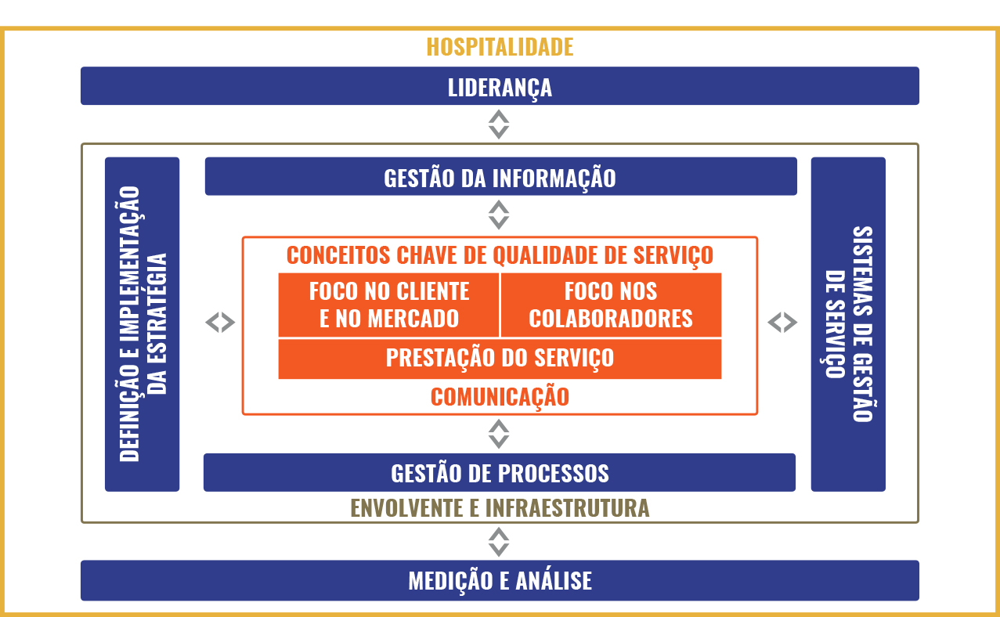 HOSPITALIDADE
LIDERANÇA
DEFINIÇÃO E IMPLEMENTAÇÃO
DA ESTRATÉGIA
GESTÃO DA INFORMAÇÃO
CONCEITOS CHAVE DE QUALIDADE DE SERVIÇO
FOCO NO CLIENTE
E NO MERCADO
FOCO NOS
COLABORADORES
PRESTAÇÃO DO SERVIÇO
COMUNICAÇÃO
GESTÃO DE PROCESSOS
SISTEMAS DE GESTÃO
DE SERVIÇO
ENVOLVENTE E INFRAESTRUTURA
MEDIÇÃO E ANÁLISE